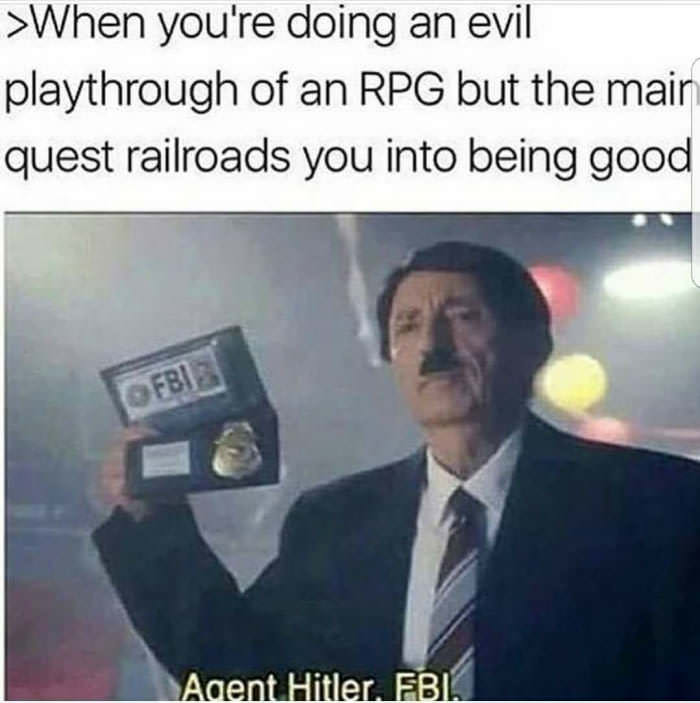 >When you're doing an evil
playthrough of an RPG but the main
quest railroads you into being good
FBI
Agent Hitler, FBI.